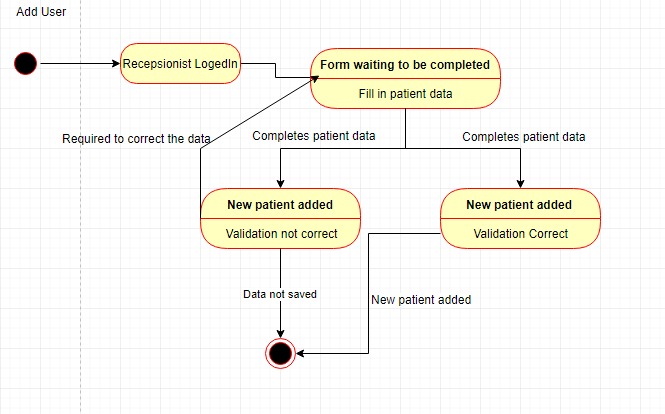 Add User
Recepsionist LogedIn
Form waiting to be completed
Fill in patient data
Required to correct the data
Completes patient data
Completes patient data
New patient added
Validation not correct
New patient added
Validation Correct
Data not saved
New patient added